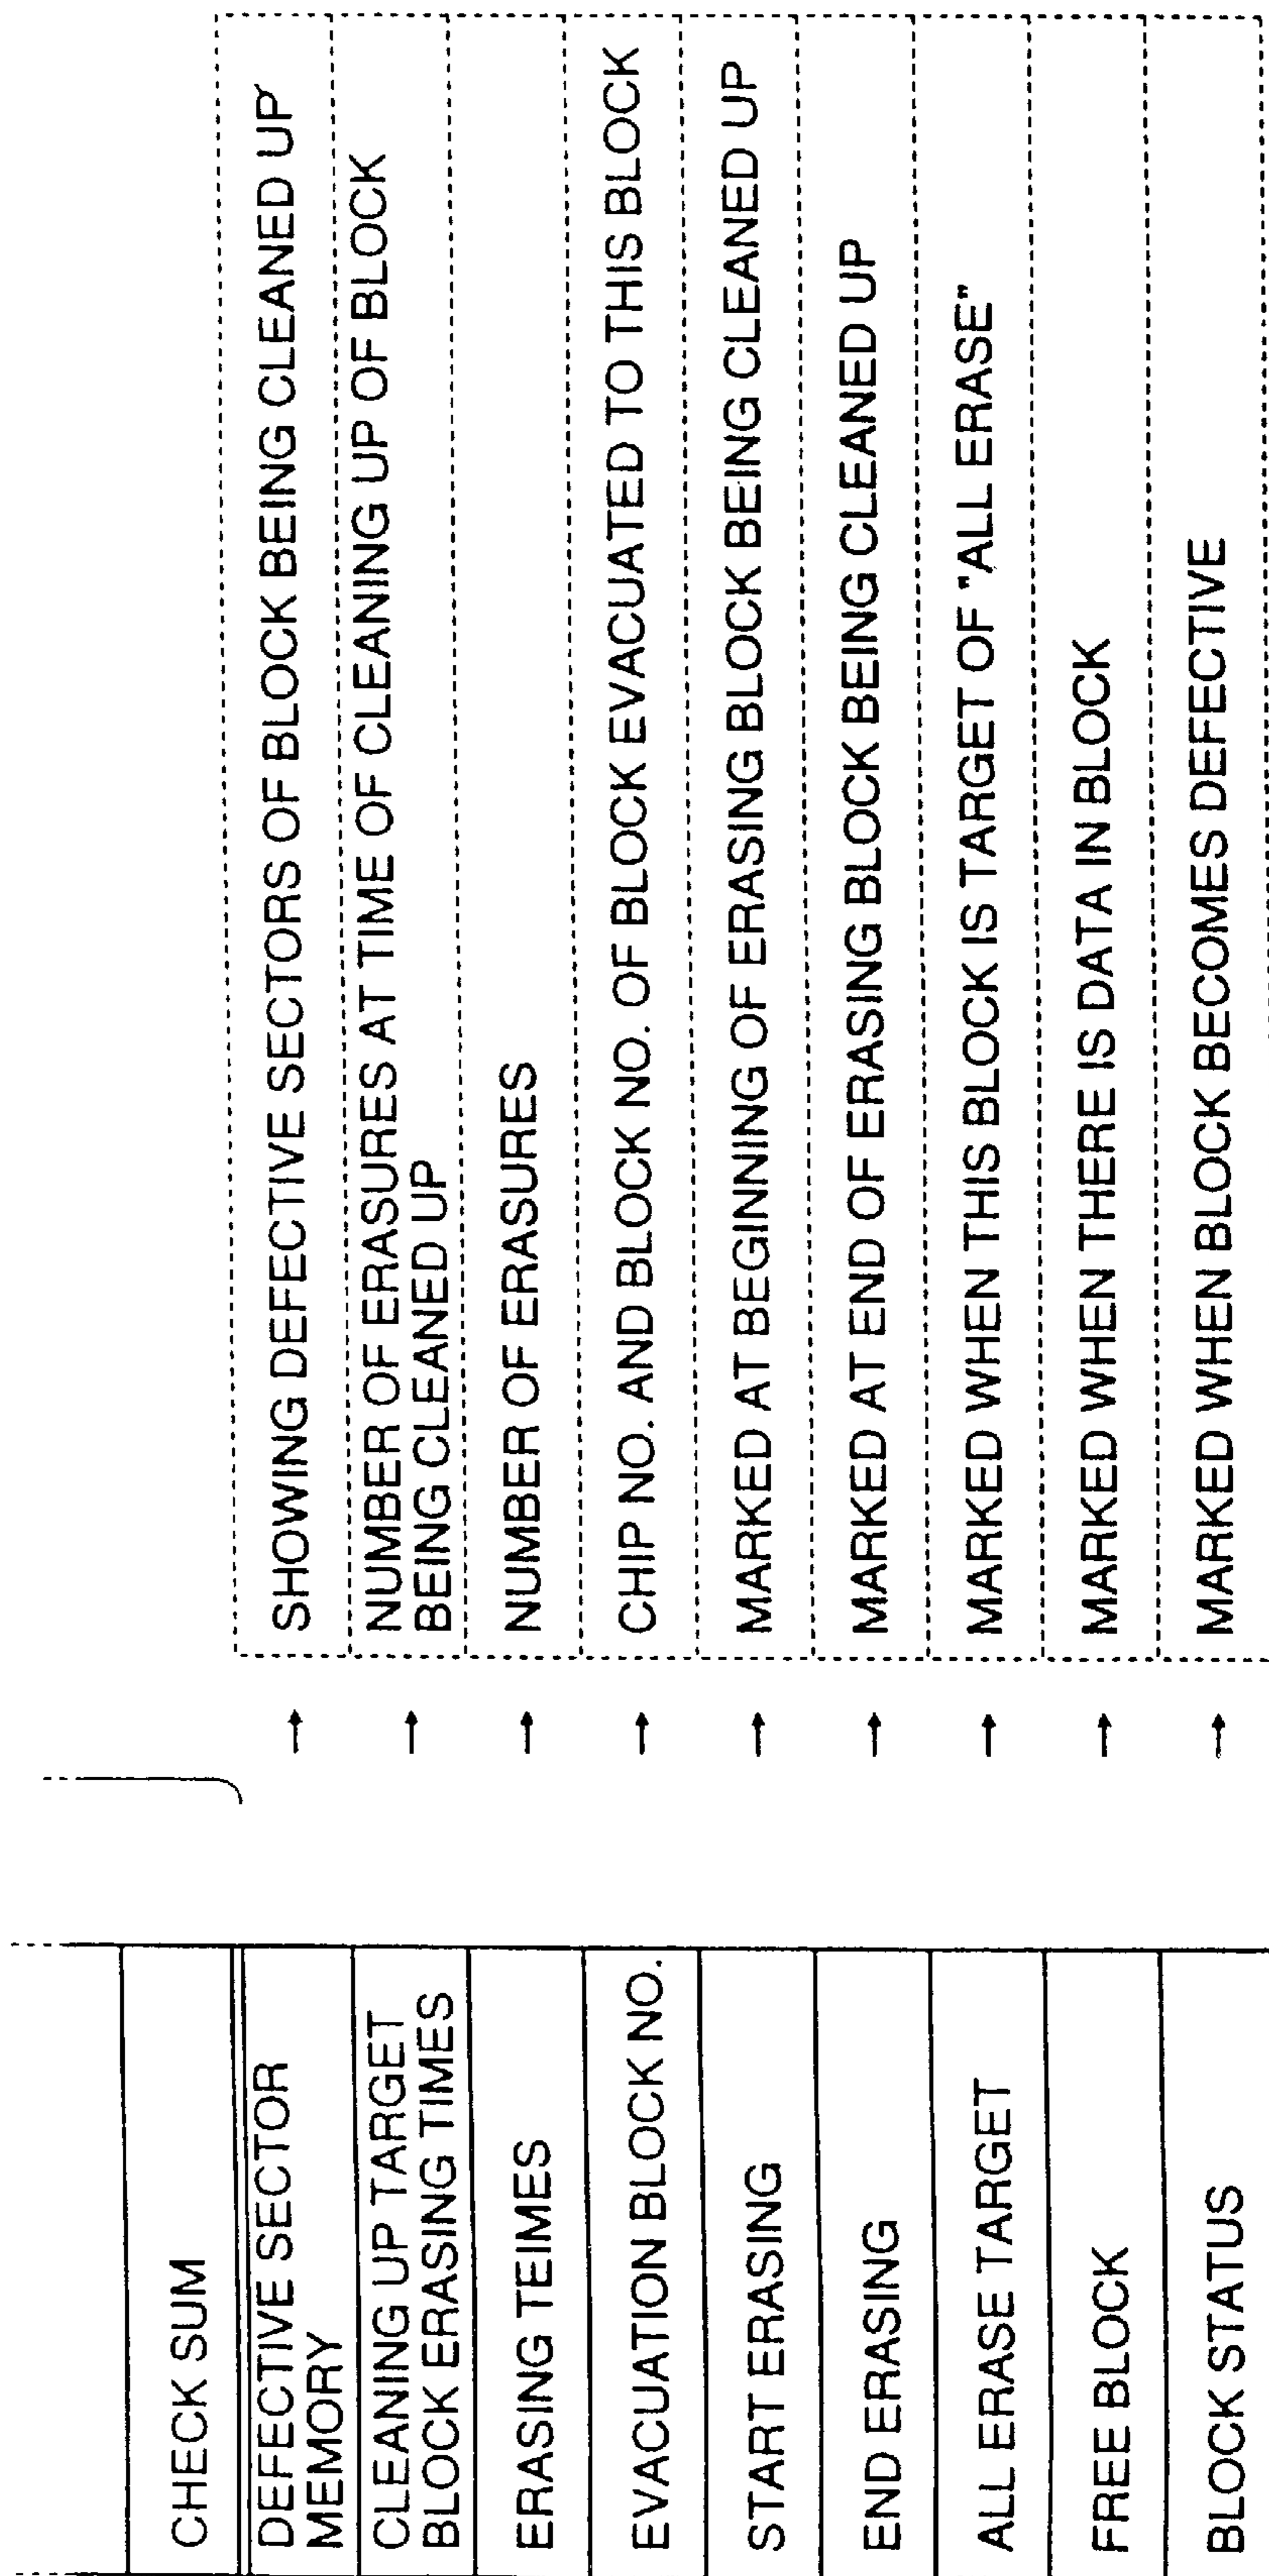 CHECK SUM
DEFECTIVE SECTOR
MEMORY
→ SHOWING DEFECTIVE SECTORS OF BLOCK BEING CLEANED UP
CLEANING UP TARGET
BLOCK ERASING TIMES
→ NUMBER OF ERASURES AT TIME OF CLEANING UP OF BLOCK
BEING CLEANED UP
ERASING TEIMES
→ NUMBER OF ERASURES
EVACUATION BLOCK NO.
→ CHIP NO. AND BLOCK NO. OF BLOCK EVACUATED TO THIS BLOCK
START ERASING
→ MARKED AT BEGINNING OF ERASING BLOCK BEING CLEANED UP
END ERASING
→ MARKED AT END OF ERASING BLOCK BEING CLEANED UP
ALL ERASE TARGET
→ MARKED WHEN THIS BLOCK IS TARGET OF "ALL ERASE"
FREE BLOCK
→ MARKED WHEN THERE IS DATA IN BLOCK
BLOCK STATUS
→ MARKED WHEN BLOCK BECOMES DEFECTIVE